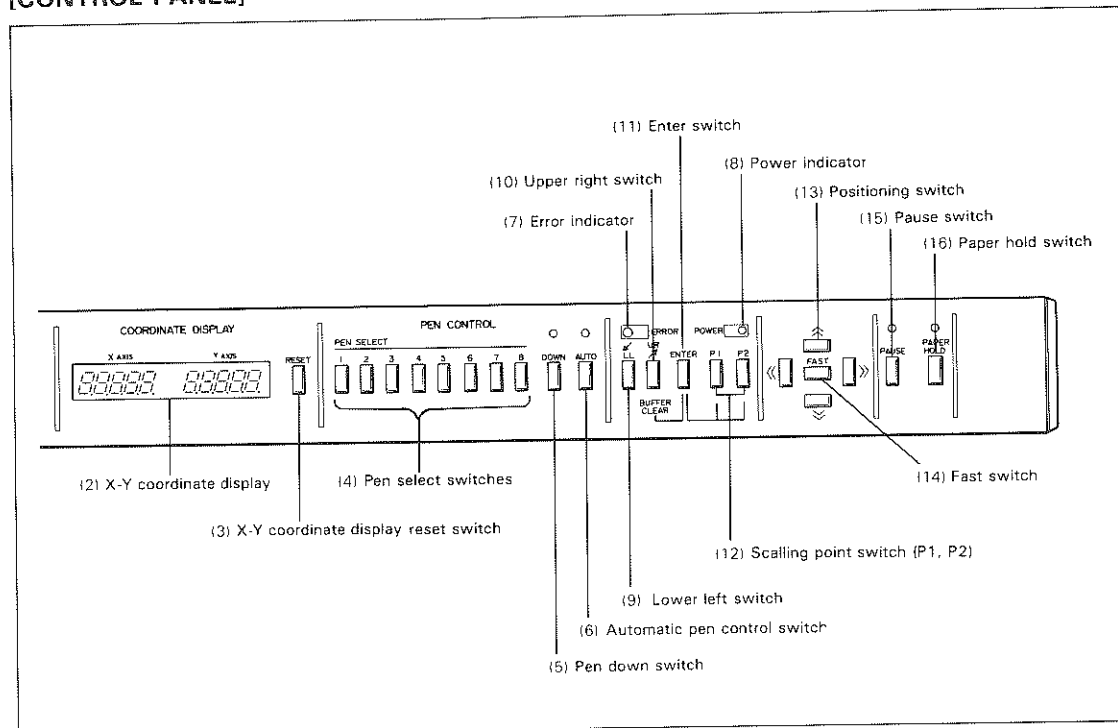 [CONTROL PANEL]
(11) Enter switch
(8) Power indicator
(10) Upper right switch
(13) Positioning switch
(7) Error indicator
(15) Pause switch
(16) Paper hold switch
COORDINATE DISPLAY
PEN CONTROL
ERROR
POWER
X AXIS
Y AXIS
RESET
PEN SELECT
1 2 3 4 5 6 7 8
DOWN
AUTO
LL
UR
ENTER
P1
P2
FAST
PAUSE
PAPER
HOLD
BUFFER
CLEAR
(2) X-Y coordinate display
(4) Pen select switches
(14) Fast switch
(3) X-Y coordinate display reset switch
(12) Scalling point switch (P1, P2)
(9) Lower left switch
(6) Automatic pen control switch
(5) Pen down switch